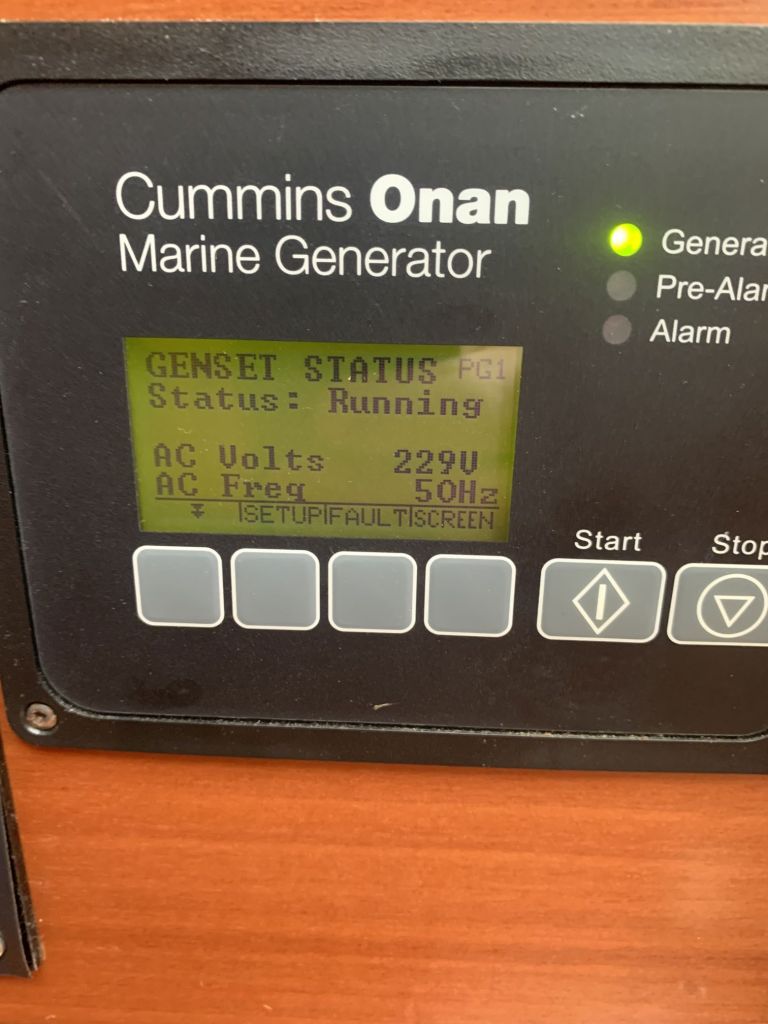 Cummins Onan
Marine Generator
Genera
Pre-Alar
Alarm
GENSET STATUS PG1
Status: Running
AC Volts 229V
AC Freq 50Hz
SETUP|FAULT|SCREEN
Start
Stop